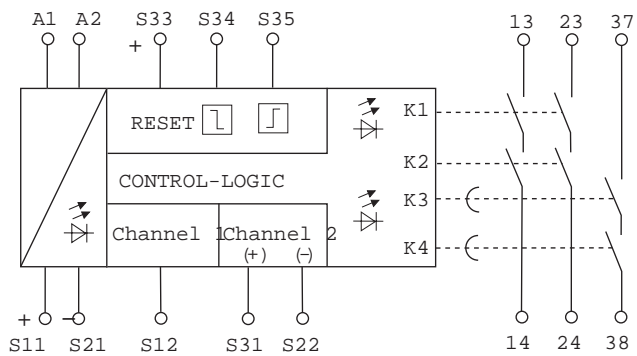 A1 A2 S33 S34 S35 13 23 37
+
RESET K1
K2
CONTROL-LOGIC
K3
Channel 1 Channel 2
(+) (-) K4
+ −
S11 S21 S12 S31 S22 14 24 38